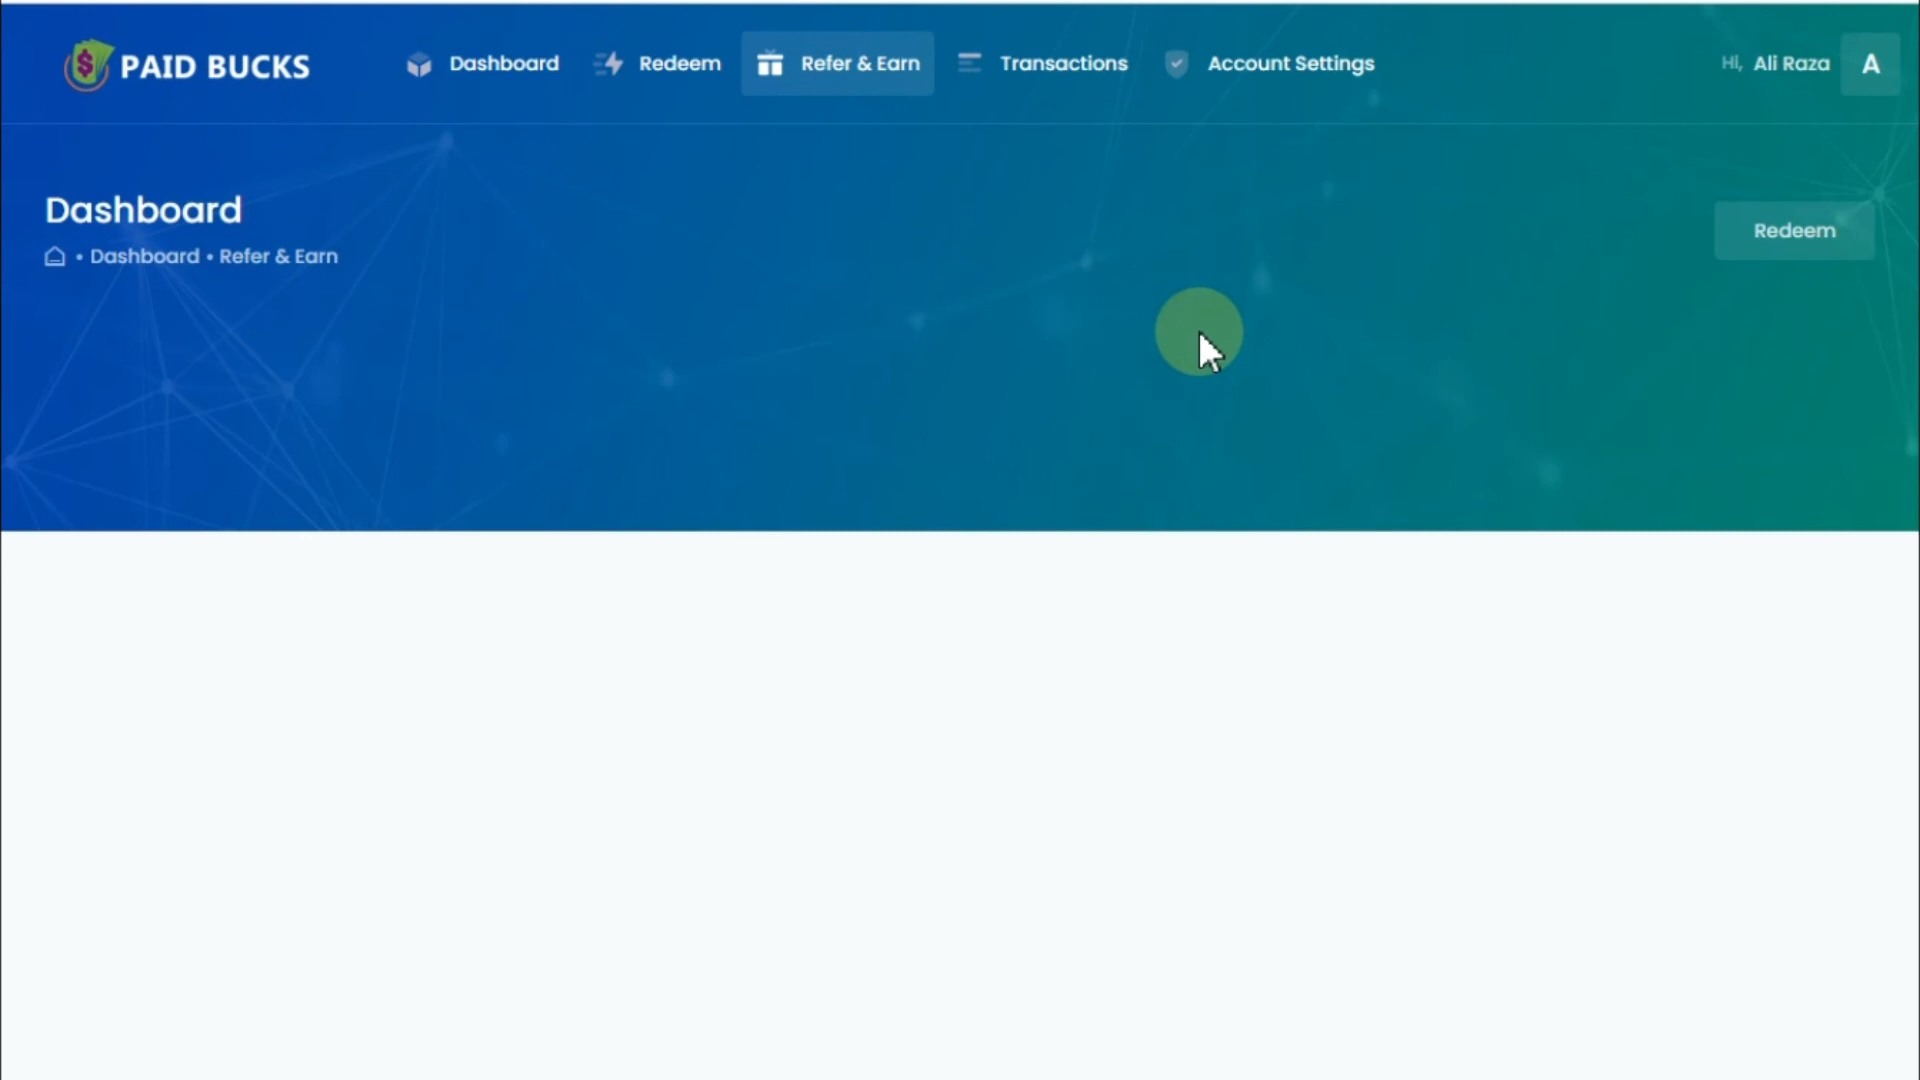 PAID BUCKS
Dashboard
Redeem
Refer & Earn
Transactions
Account Settings
Hi, Ali Raza
A
Dashboard
• Dashboard • Refer & Earn
Redeem